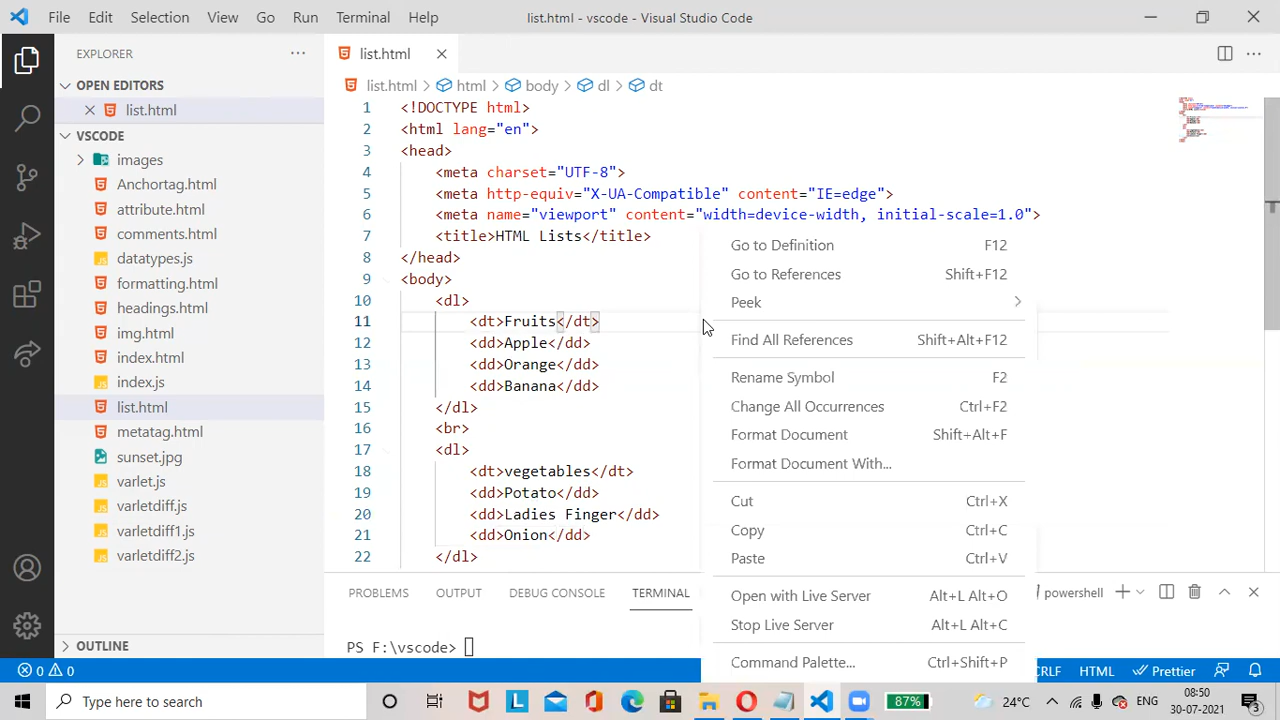 File Edit Selection View Go Run Terminal Help list.html - vscode - Visual Studio Code
EXPLORER
OPEN EDITORS
list.html
VSCODE
images
Anchortag.html
attribute.html
comments.html
datatypes.js
formatting.html
headings.html
img.html
index.html
index.js
list.html
metatag.html
sunset.jpg
varlet.js
varletdiff.js
varletdiff1.js
varletdiff2.js
OUTLINE
list.html
list.html > html > body > dl > dt
1 <!DOCTYPE html>
2 <html lang="en">
3 <head>
4 <meta charset="UTF-8">
5 <meta http-equiv="X-UA-Compatible" content="IE=edge">
6 <meta name="viewport" content="width=device-width, initial-scale=1.0">
7 <title>HTML Lists</title>
8 </head>
9 <body>
10 <dl>
11 <dt>Fruits</dt>
12 <dd>Apple</dd>
13 <dd>Orange</dd>
14 <dd>Banana</dd>
15 </dl>
16 <br>
17 <dl>
18 <dt>vegetables</dt>
19 <dd>Potato</dd>
20 <dd>Ladies Finger</dd>
21 <dd>Onion</dd>
22 </dl>
Go to Definition F12
Go to References Shift+F12
Peek
Find All References Shift+Alt+F12
Rename Symbol F2
Change All Occurrences Ctrl+F2
Format Document Shift+Alt+F
Format Document With...
Cut Ctrl+X
Copy Ctrl+C
Paste Ctrl+V
Open with Live Server Alt+L Alt+O
Stop Live Server Alt+L Alt+C
Command Palette... Ctrl+Shift+P
PROBLEMS OUTPUT DEBUG CONSOLE TERMINAL powershell
PS F:\vscode>
0 0 CRLF HTML Prettier
Type here to search 87% 24°C ENG 08:50
30-07-2021 3